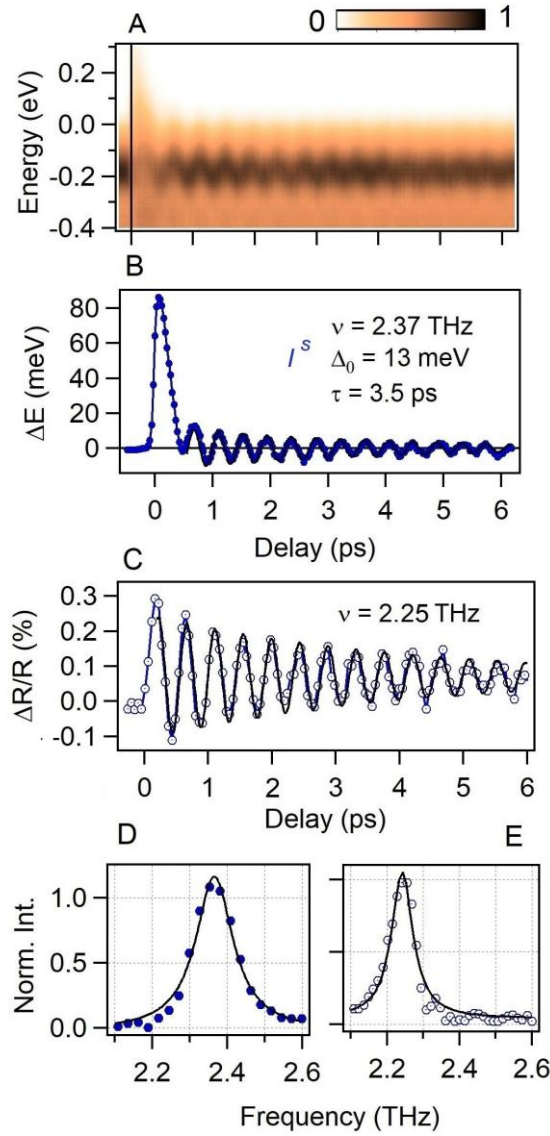 A
0
1
Energy (eV)
0.2
0.0
-0.2
-0.4
B
ΔE (meV)
80
60
40
20
0
I s
ν = 2.37 THz
Δ0 = 13 meV
τ = 3.5 ps
0 1 2 3 4 5 6
Delay (ps)
C
ΔR/R (%)
0.3
0.2
0.1
0.0
-0.1
ν = 2.25 THz
0 1 2 3 4 5 6
Delay (ps)
D
E
Norm. Int.
1.0
0.5
0.0
2.2 2.4 2.6
2.2 2.4 2.6
Frequency (THz)